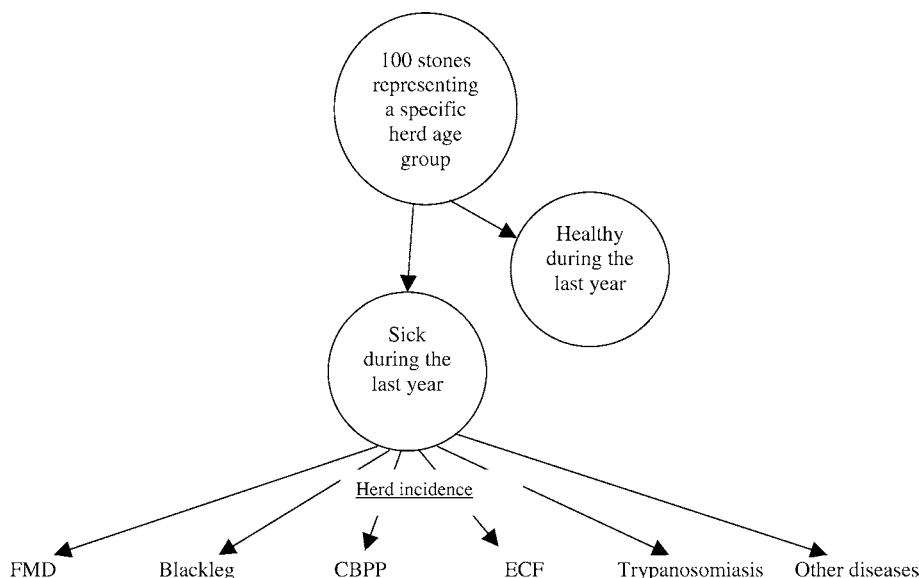 100 stones
representing
a specific
herd age
group
Healthy
during the
last year
Sick
during the
last year
Herd incidence
FMD Blackleg CBPP ECF Trypanosomiasis Other diseases